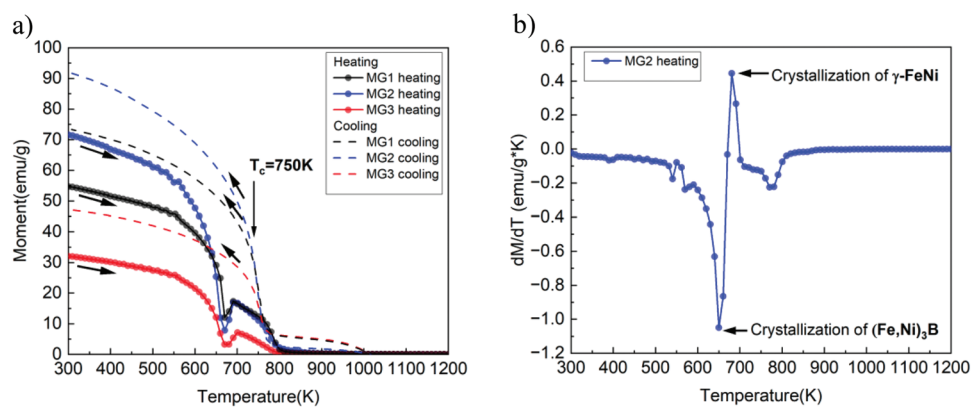 a)
100
90
80
70
60
50
40
30
20
10
0
Moment(emu/g)
Heating
MG1 heating
MG2 heating
MG3 heating
Cooling
MG1 cooling
MG2 cooling
MG3 cooling
Tc=750K
300 400 500 600 700 800 900 1000 1100 1200
Temperature(K)
b)
0.6
0.4
0.2
0.0
−0.2
−0.4
−0.6
−0.8
−1.0
−1.2
dM/dT (emu/g*K)
MG2 heating
Crystallization of γ-FeNi
Crystallization of (Fe,Ni)₃B
300 400 500 600 700 800 900 1000 1100 1200
Temperature(K)